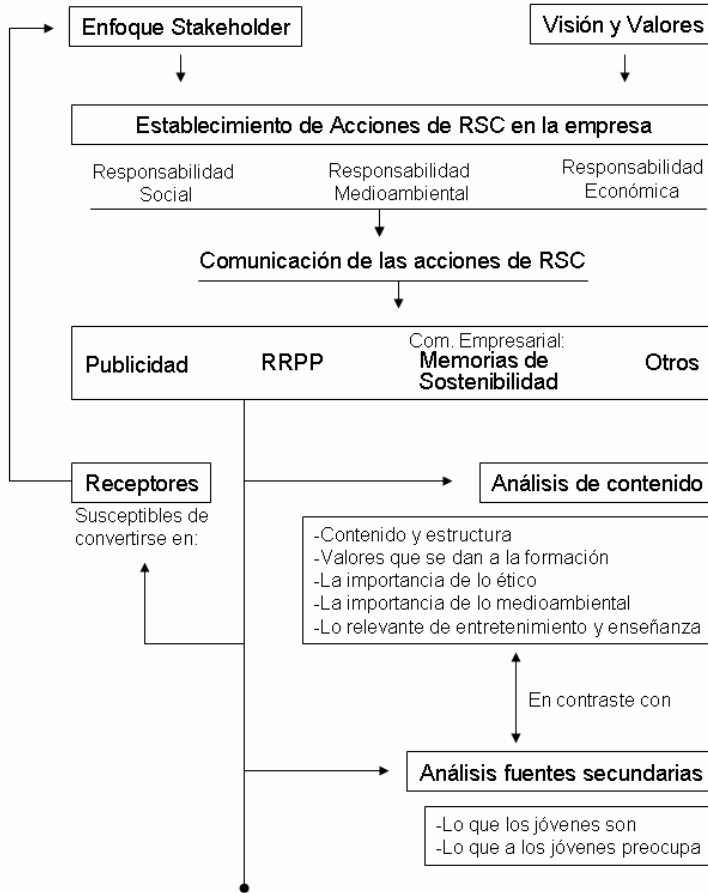 Enfoque Stakeholder
Visión y Valores
Establecimiento de Acciones de RSC en la empresa
Responsabilidad
Social
Responsabilidad
Medioambiental
Responsabilidad
Económica
Comunicación de las acciones de RSC
Publicidad
RRPP
Com. Empresarial:
Memorias de
Sostenibilidad
Otros
Receptores
Susceptibles de
convertirse en:
Análisis de contenido
-Contenido y estructura
-Valores que se dan a la formación
-La importancia de lo ético
-La importancia de lo medioambiental
-Lo relevante de entretenimiento y enseñanza
En contraste con
Análisis fuentes secundarias
-Lo que los jóvenes son
-Lo que a los jóvenes preocupa